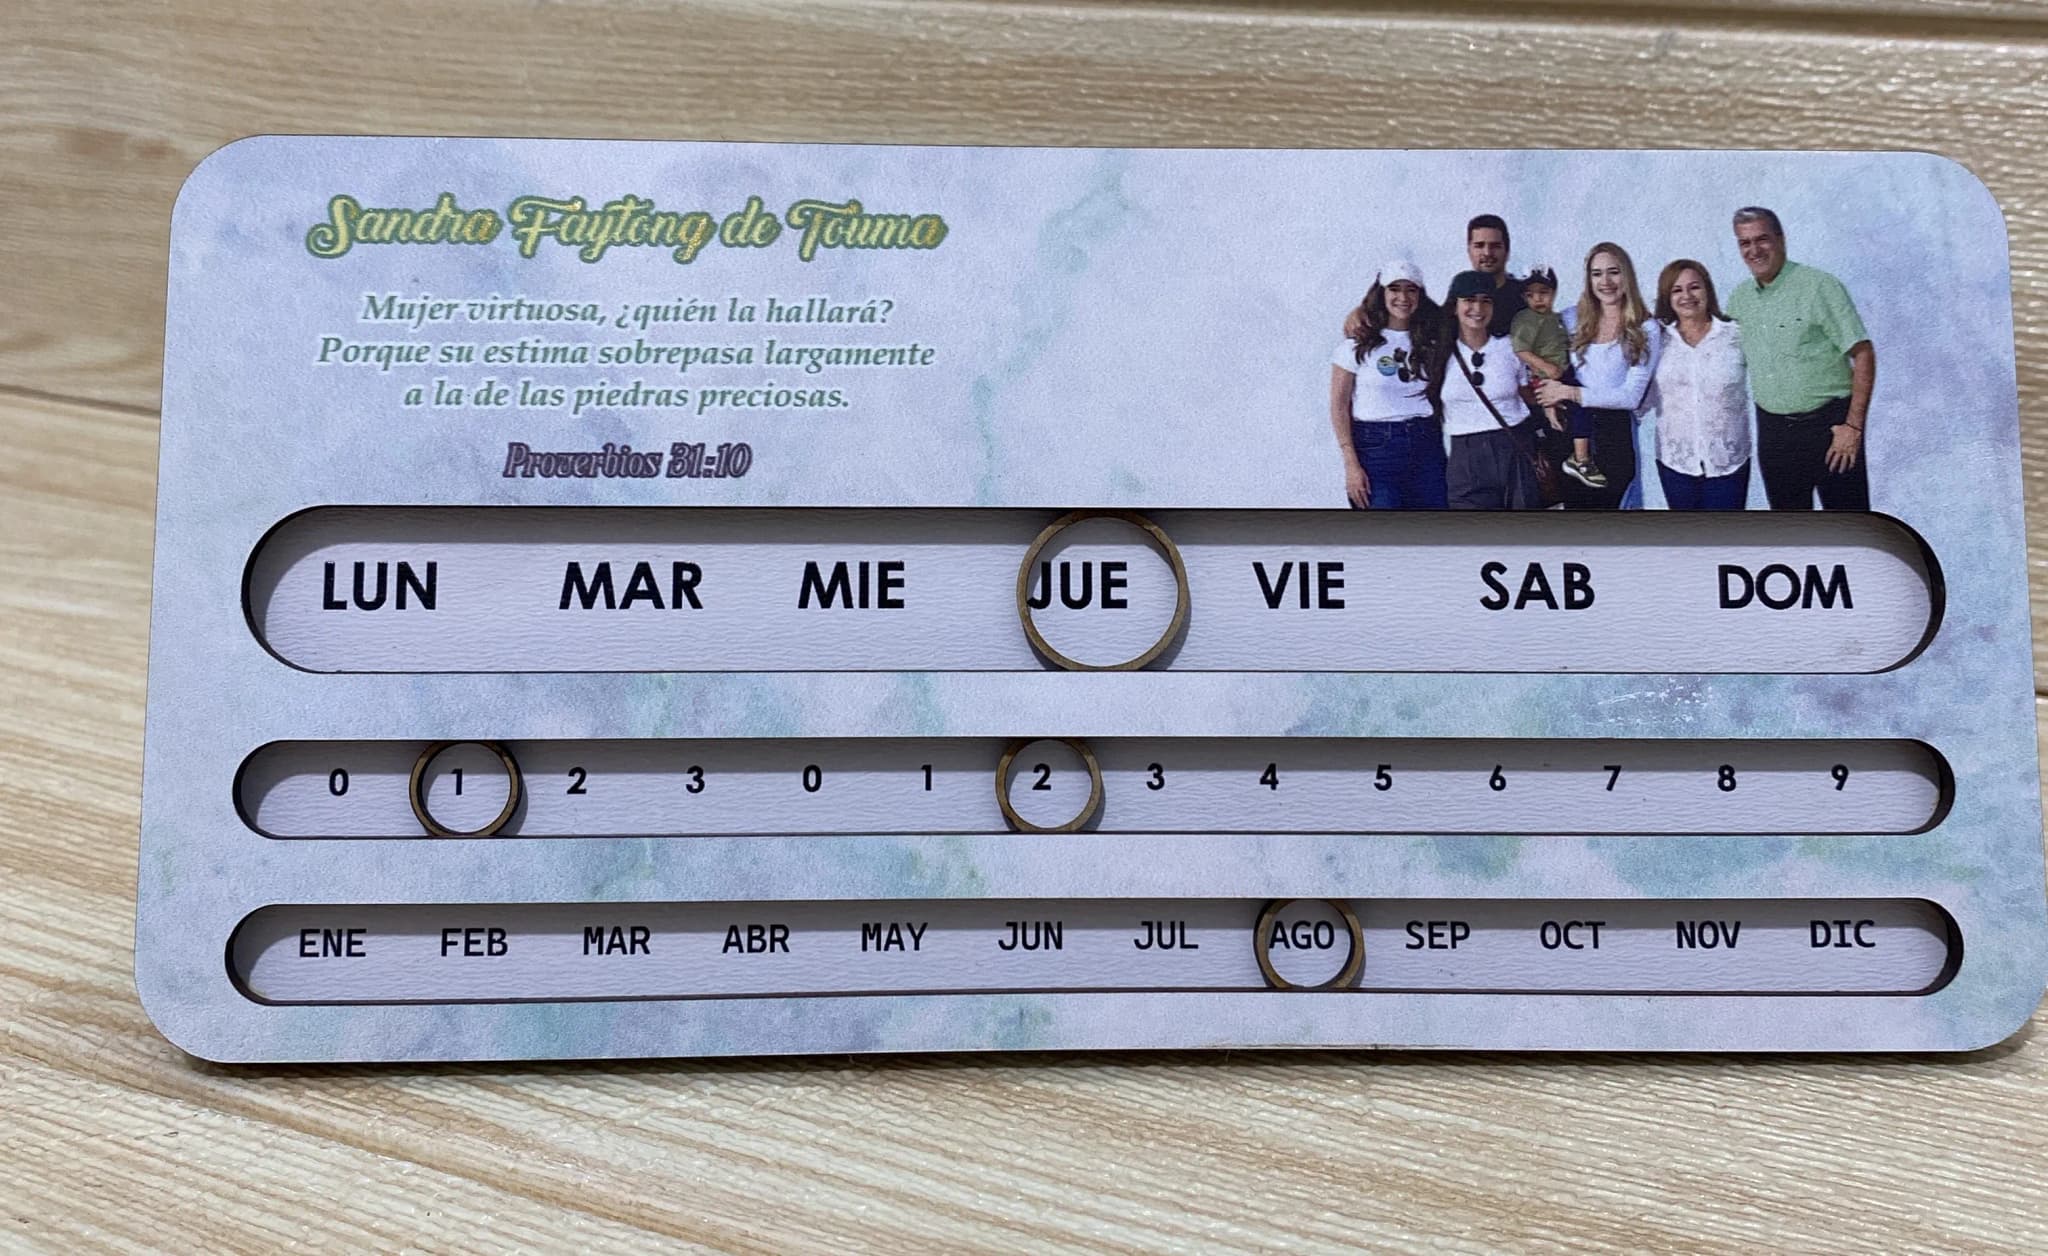 Sandra Faytong de Touma
Mujer virtuosa, ¿quién la hallará?
Porque su estima sobrepasa largamente
a la de las piedras preciosas.
Proverbios 31:10
LUN MAR MIE JUE VIE SAB DOM
0 1 2 3 0 1 2 3 4 5 6 7 8 9
ENE FEB MAR ABR MAY JUN JUL AGO SEP OCT NOV DIC